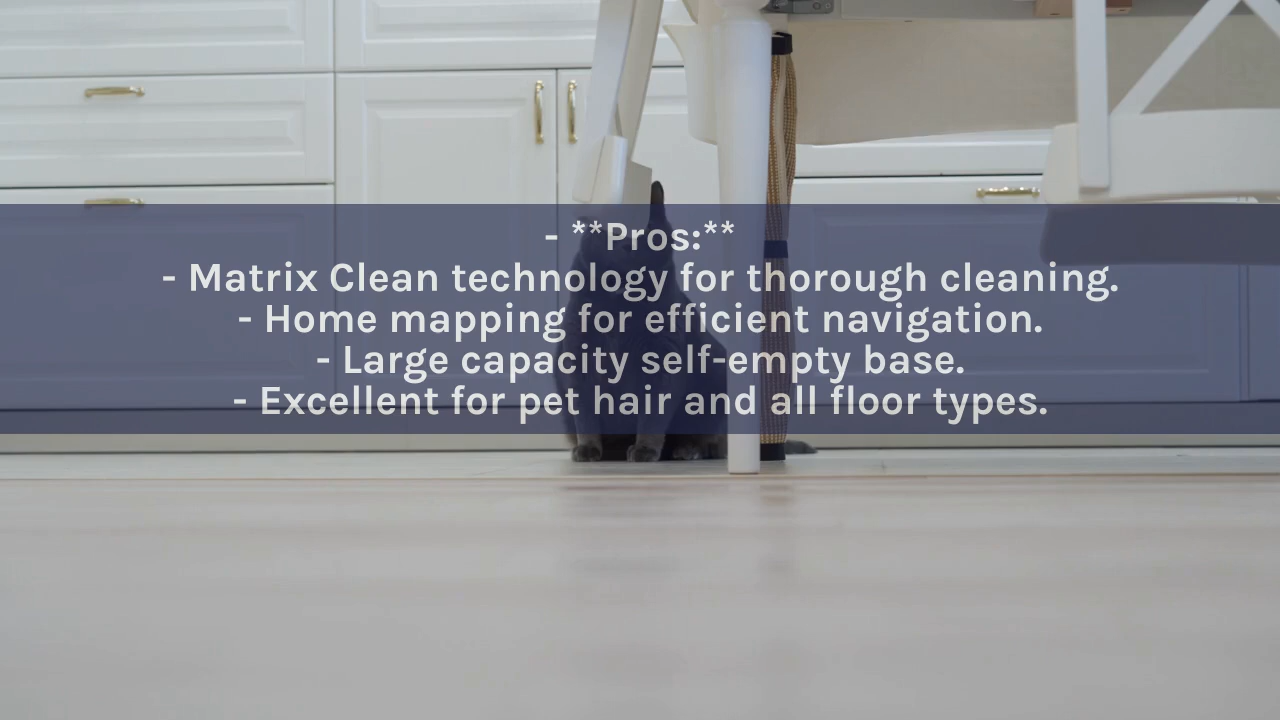 - **Pros:**
- Matrix Clean technology for thorough cleaning.
- Home mapping for efficient navigation.
- Large capacity self-empty base.
- Excellent for pet hair and all floor types.